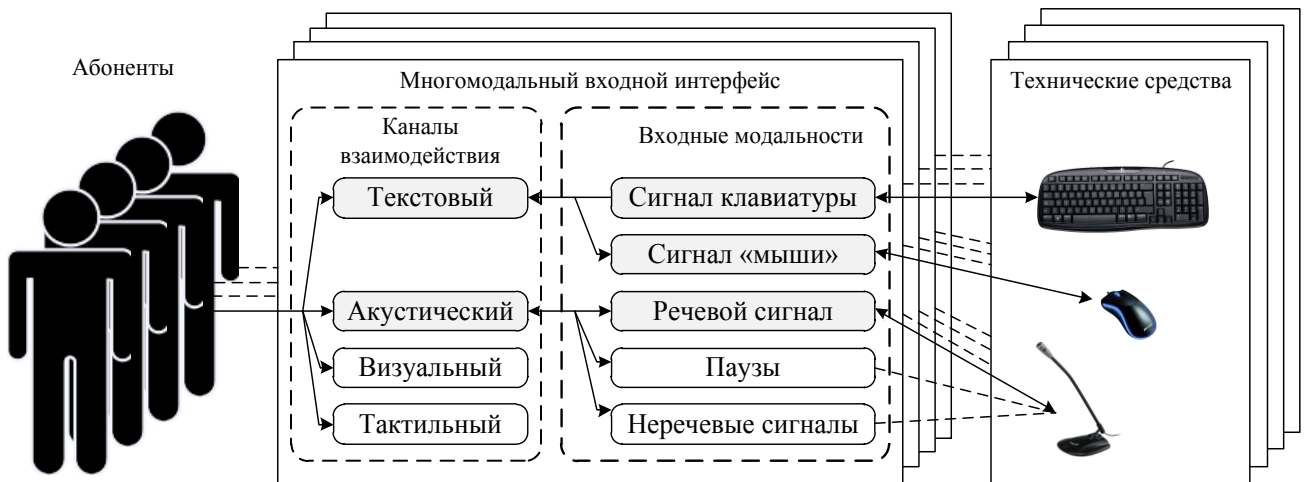 Абоненты
Многомодальный входной интерфейс
Технические средства
Каналы
взаимодействия
Входные модальности
Текстовый
Сигнал клавиатуры
Сигнал «мыши»
Акустический
Речевой сигнал
Визуальный
Паузы
Тактильный
Неречевые сигналы